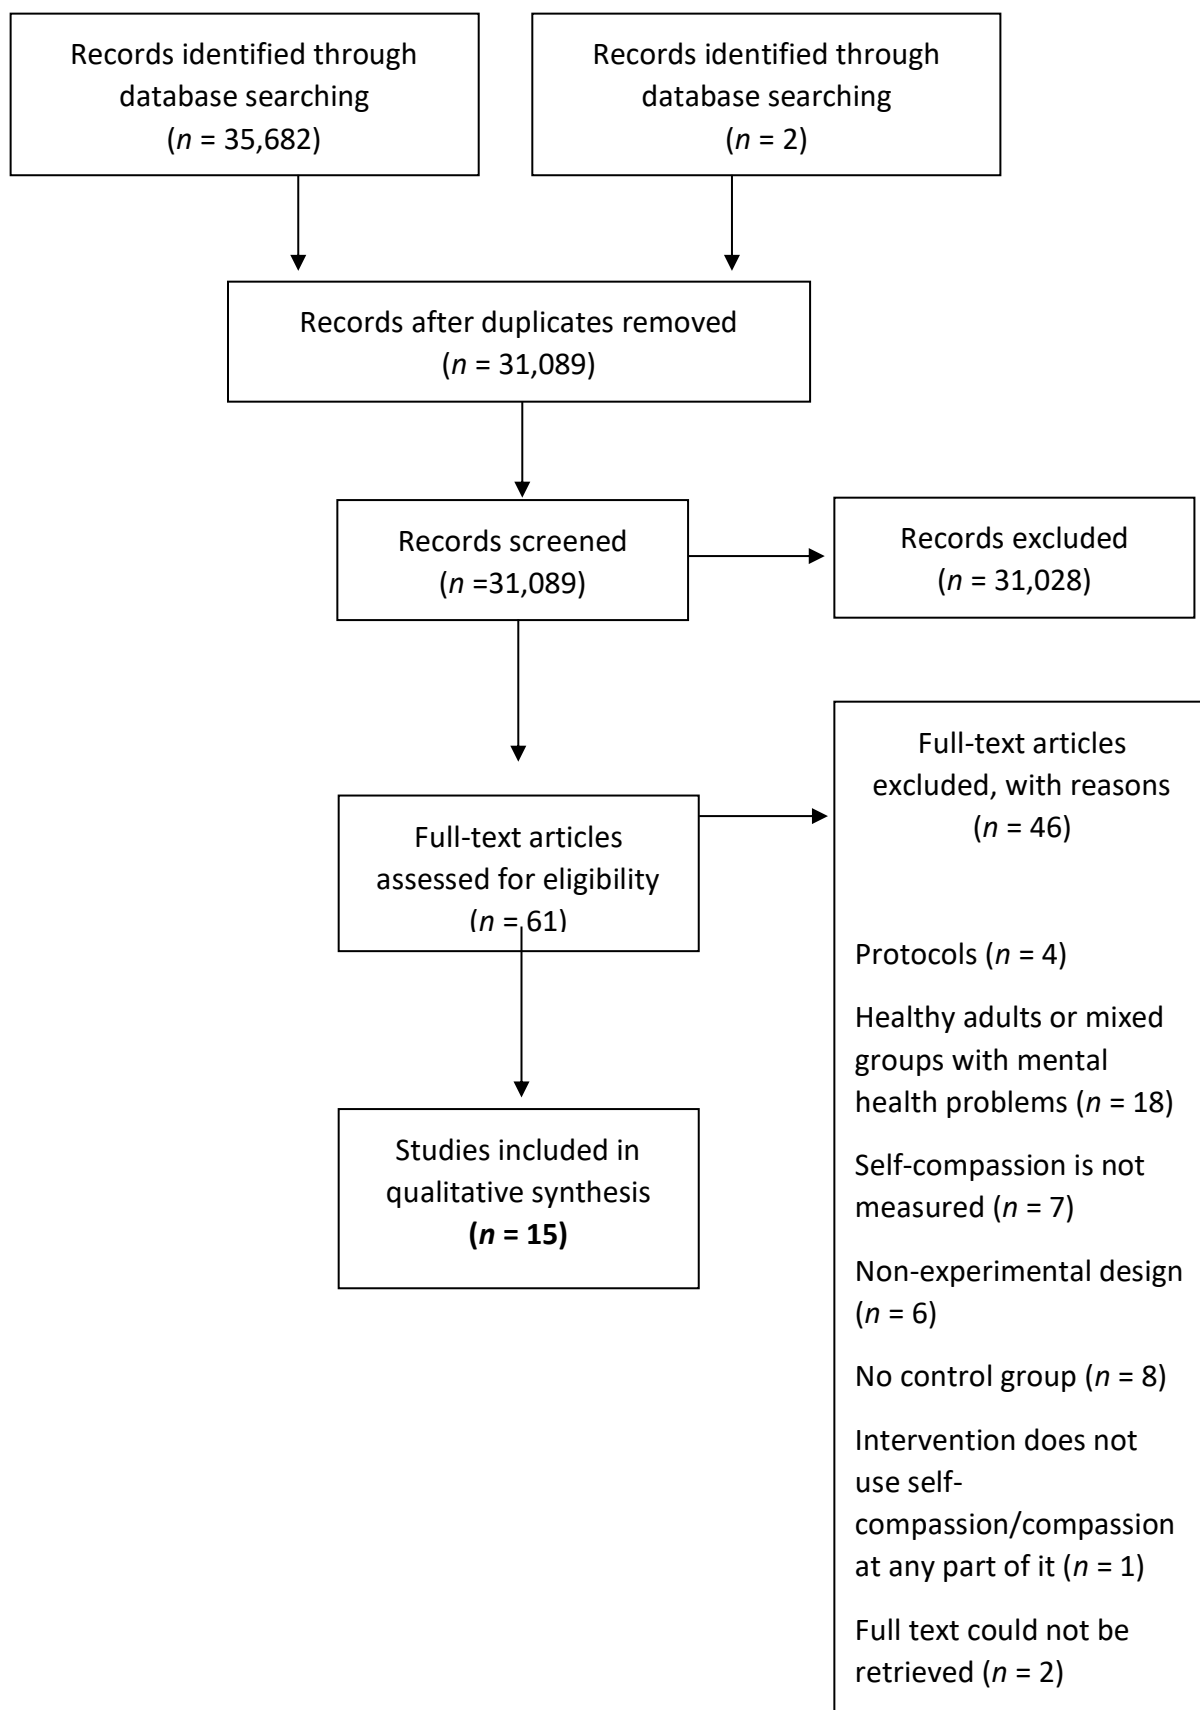 Records identified through
database searching
(n = 35,682)
Records identified through
database searching
(n = 2)
Records after duplicates removed
(n = 31,089)
Records screened
(n =31,089)
Records excluded
(n = 31,028)
Full-text articles
assessed for eligibility
(n = 61)
Full-text articles
excluded, with reasons
(n = 46)
Protocols (n = 4)
Healthy adults or mixed
groups with mental
health problems (n = 18)
Self-compassion is not
measured (n = 7)
Non-experimental design
(n = 6)
No control group (n = 8)
Intervention does not
use self-
compassion/compassion
at any part of it (n = 1)
Full text could not be
retrieved (n = 2)
Studies included in
qualitative synthesis
(n = 15)